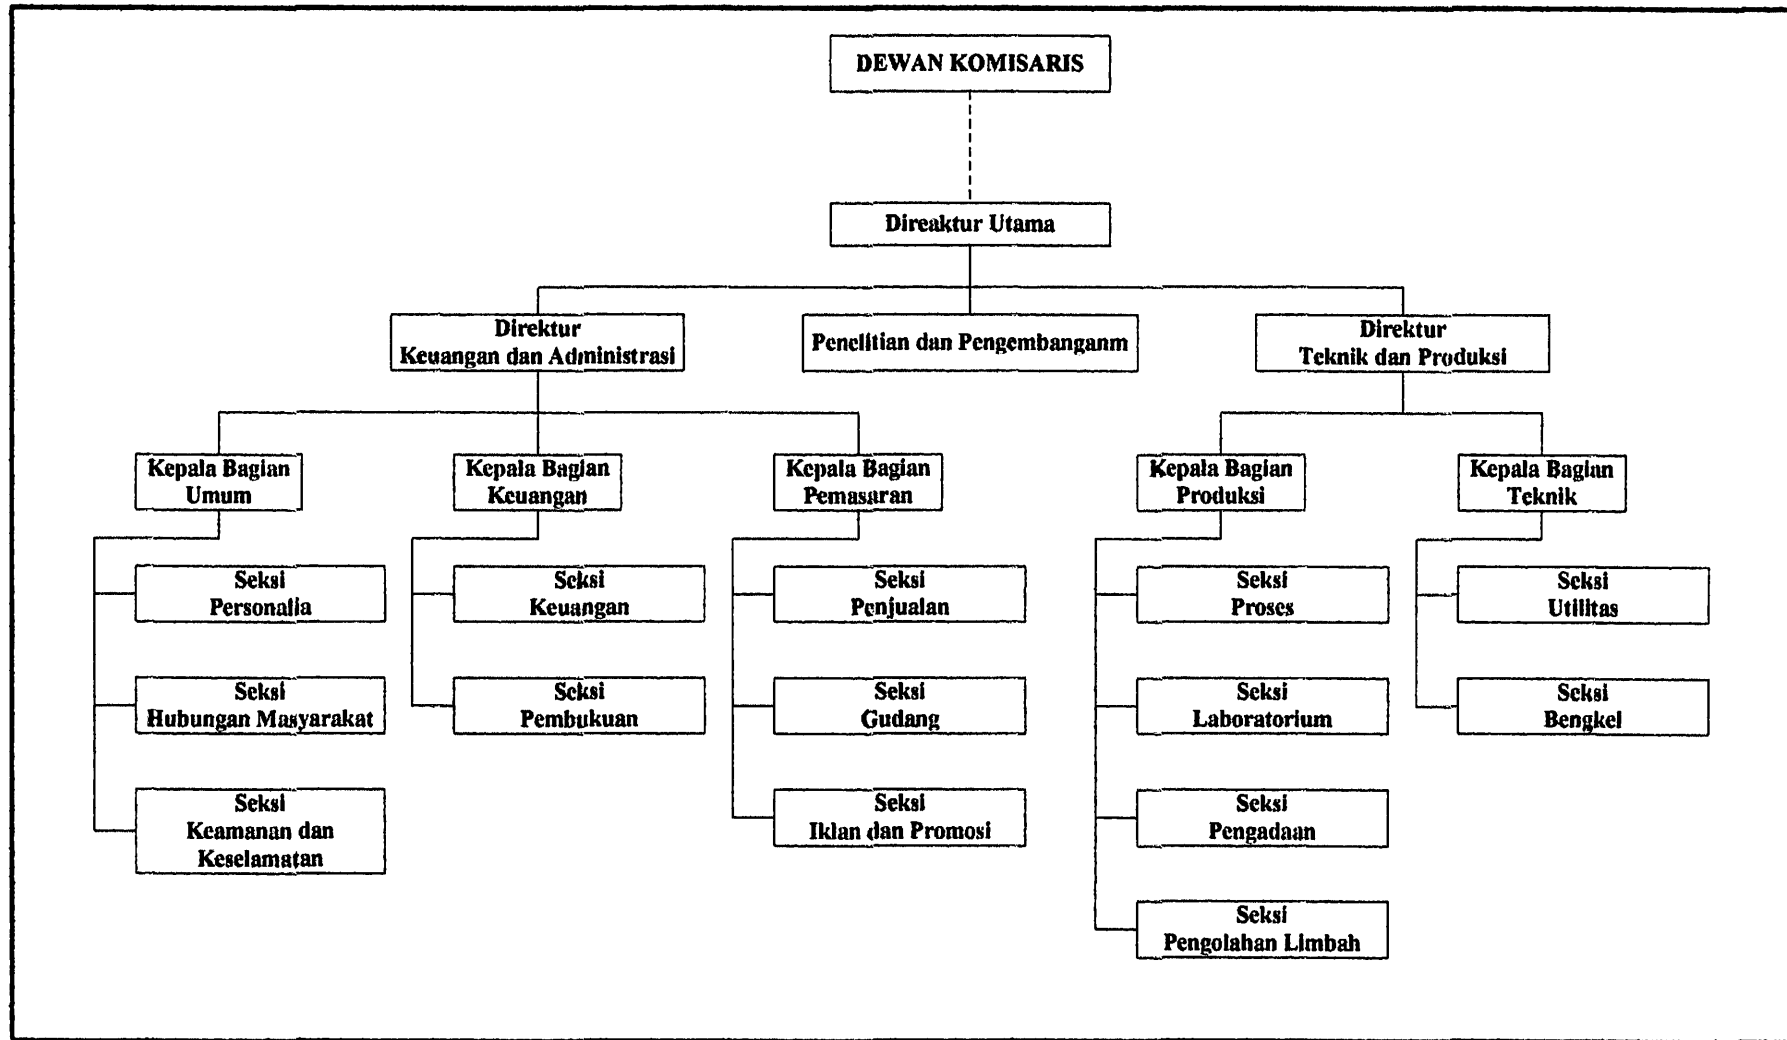 DEWAN KOMISARIS
Direaktur Utama
Direktur
Keuangan dan Administrasi
Penelitian dan Pengembanganm
Direktur
Teknik dan Produksi
Kepala Bagian
Umum
Kepala Bagian
Keuangan
Kepala Bagian
Pemasaran
Kepala Bagian
Produksi
Kepala Bagian
Teknik
Seksi
Personalia
Seksi
Keuangan
Seksi
Penjualan
Seksi
Proses
Seksi
Utilitas
Seksi
Hubungan Masyarakat
Seksi
Pembukuan
Seksi
Gudang
Seksi
Laboratorium
Seksi
Bengkel
Seksi
Keamanan dan
Keselamatan
Seksi
Iklan dan Promosi
Seksi
Pengadaan
Seksi
Pengolahan Limbah